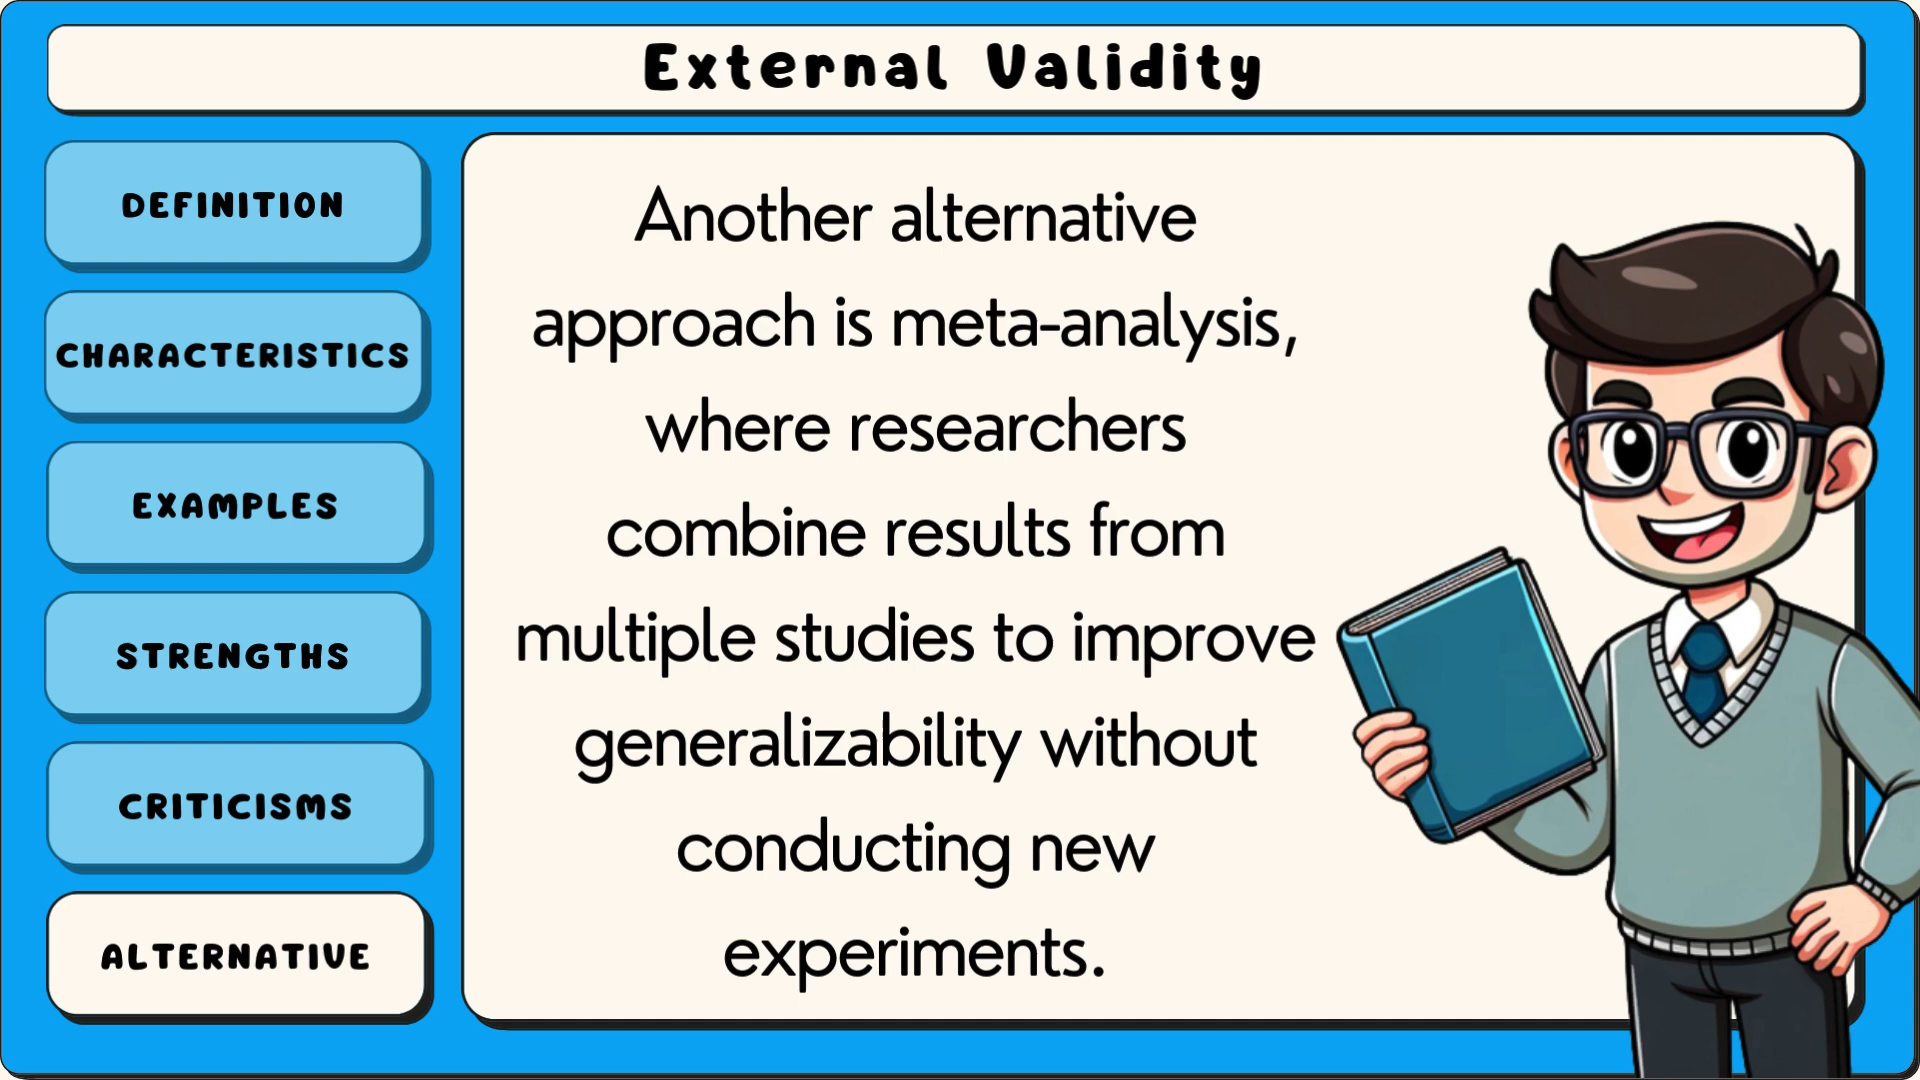 External Validity
DEFINITION
CHARACTERISTICS
EXAMPLES
STRENGTHS
CRITICISMS
ALTERNATIVE
Another alternative
approach is meta-analysis,
where researchers
combine results from
multiple studies to improve
generalizability without
conducting new
experiments.